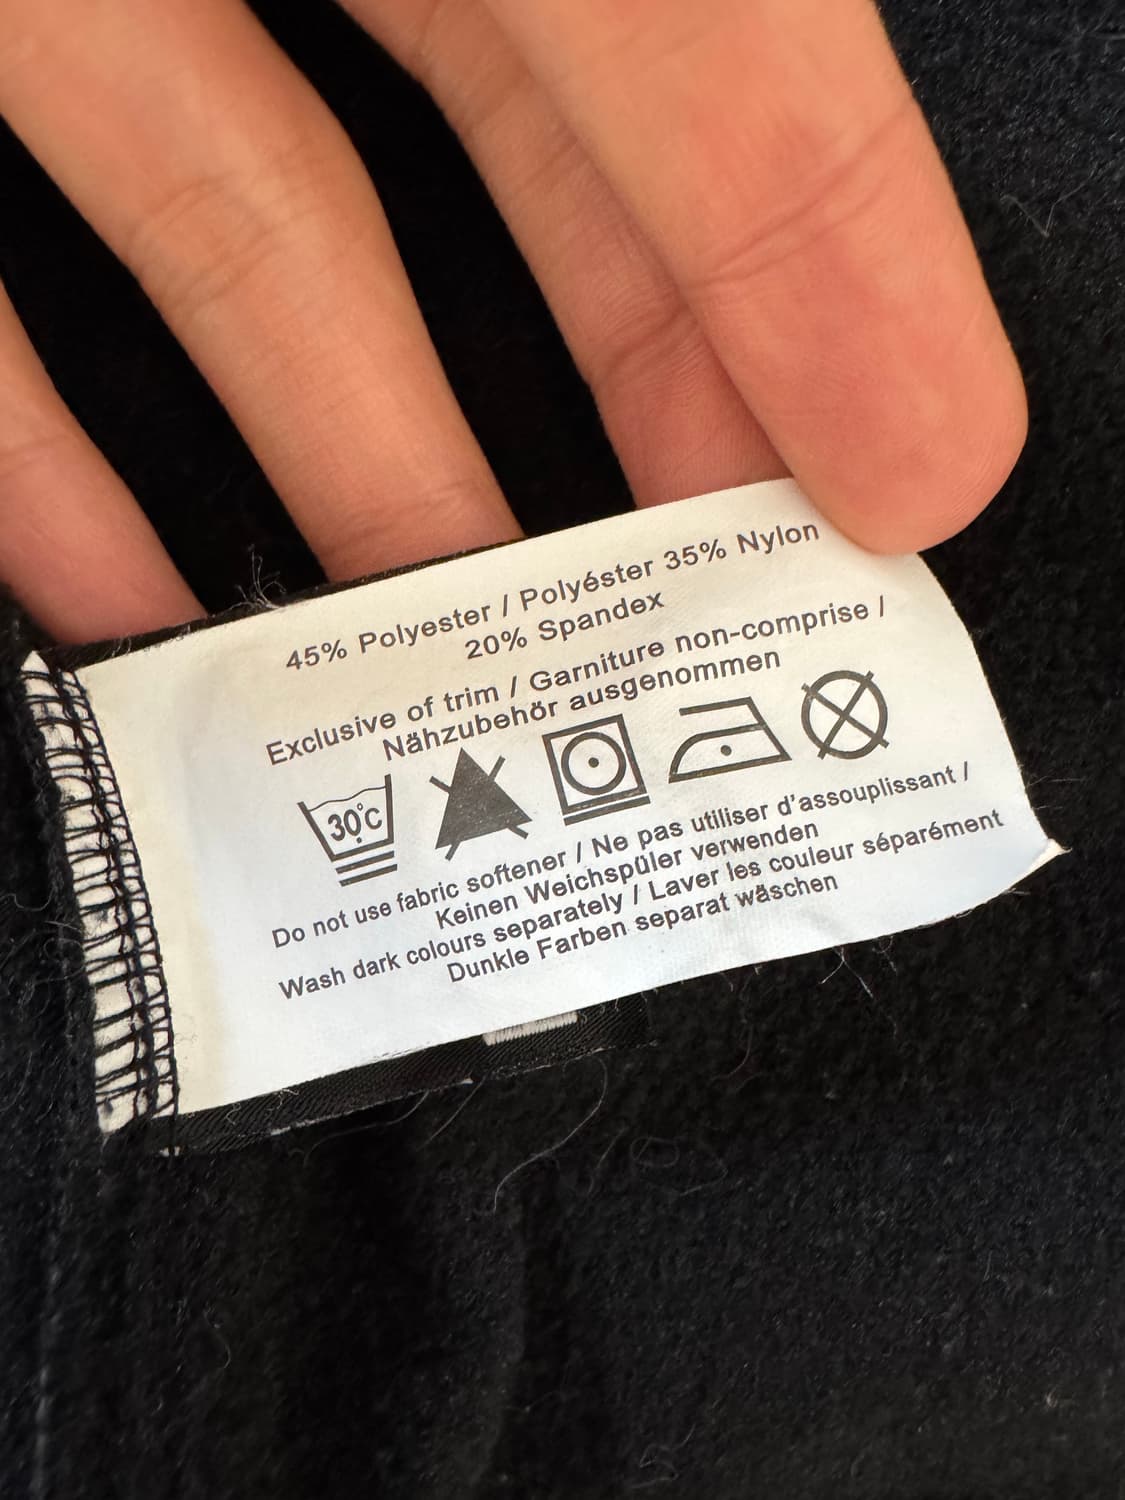 45% Polyester / Polyéster 35% Nylon
20% Spandex
Exclusive of trim / Garniture non-comprise /
Nähzubehör ausgenommen
30°C
Do not use fabric softener / Ne pas utiliser d'assouplissant /
Keinen Weichspüler verwenden
Wash dark colours separately / Laver les couleur séparément
Dunkle Farben separat wäschen